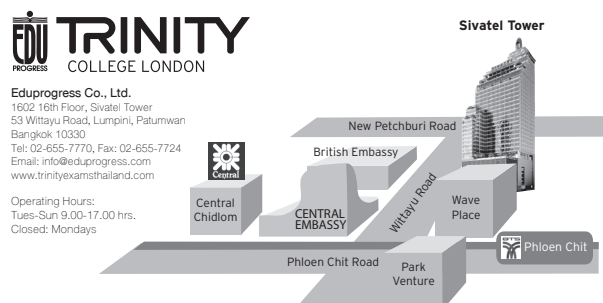 EDU
PROGRESS
TRINITY
COLLEGE LONDON
Eduprogress Co., Ltd.
1602 16th Floor, Sivatel Tower
53 Wittayu Road, Lumpini, Patumwan
Bangkok 10330
Tel: 02-655-7770, Fax: 02-655-7724
Email: info@eduprogress.com
www.trinityexamsthailand.com
Operating Hours:
Tues-Sun 9.00-17.00 hrs.
Closed: Mondays
Sivatel Tower
New Petchburi Road
British Embassy
Central
Central
Chidlom
CENTRAL
EMBASSY
Wittayu Road
Wave
Place
BTS
Phloen Chit
Phloen Chit Road
Park
Venture